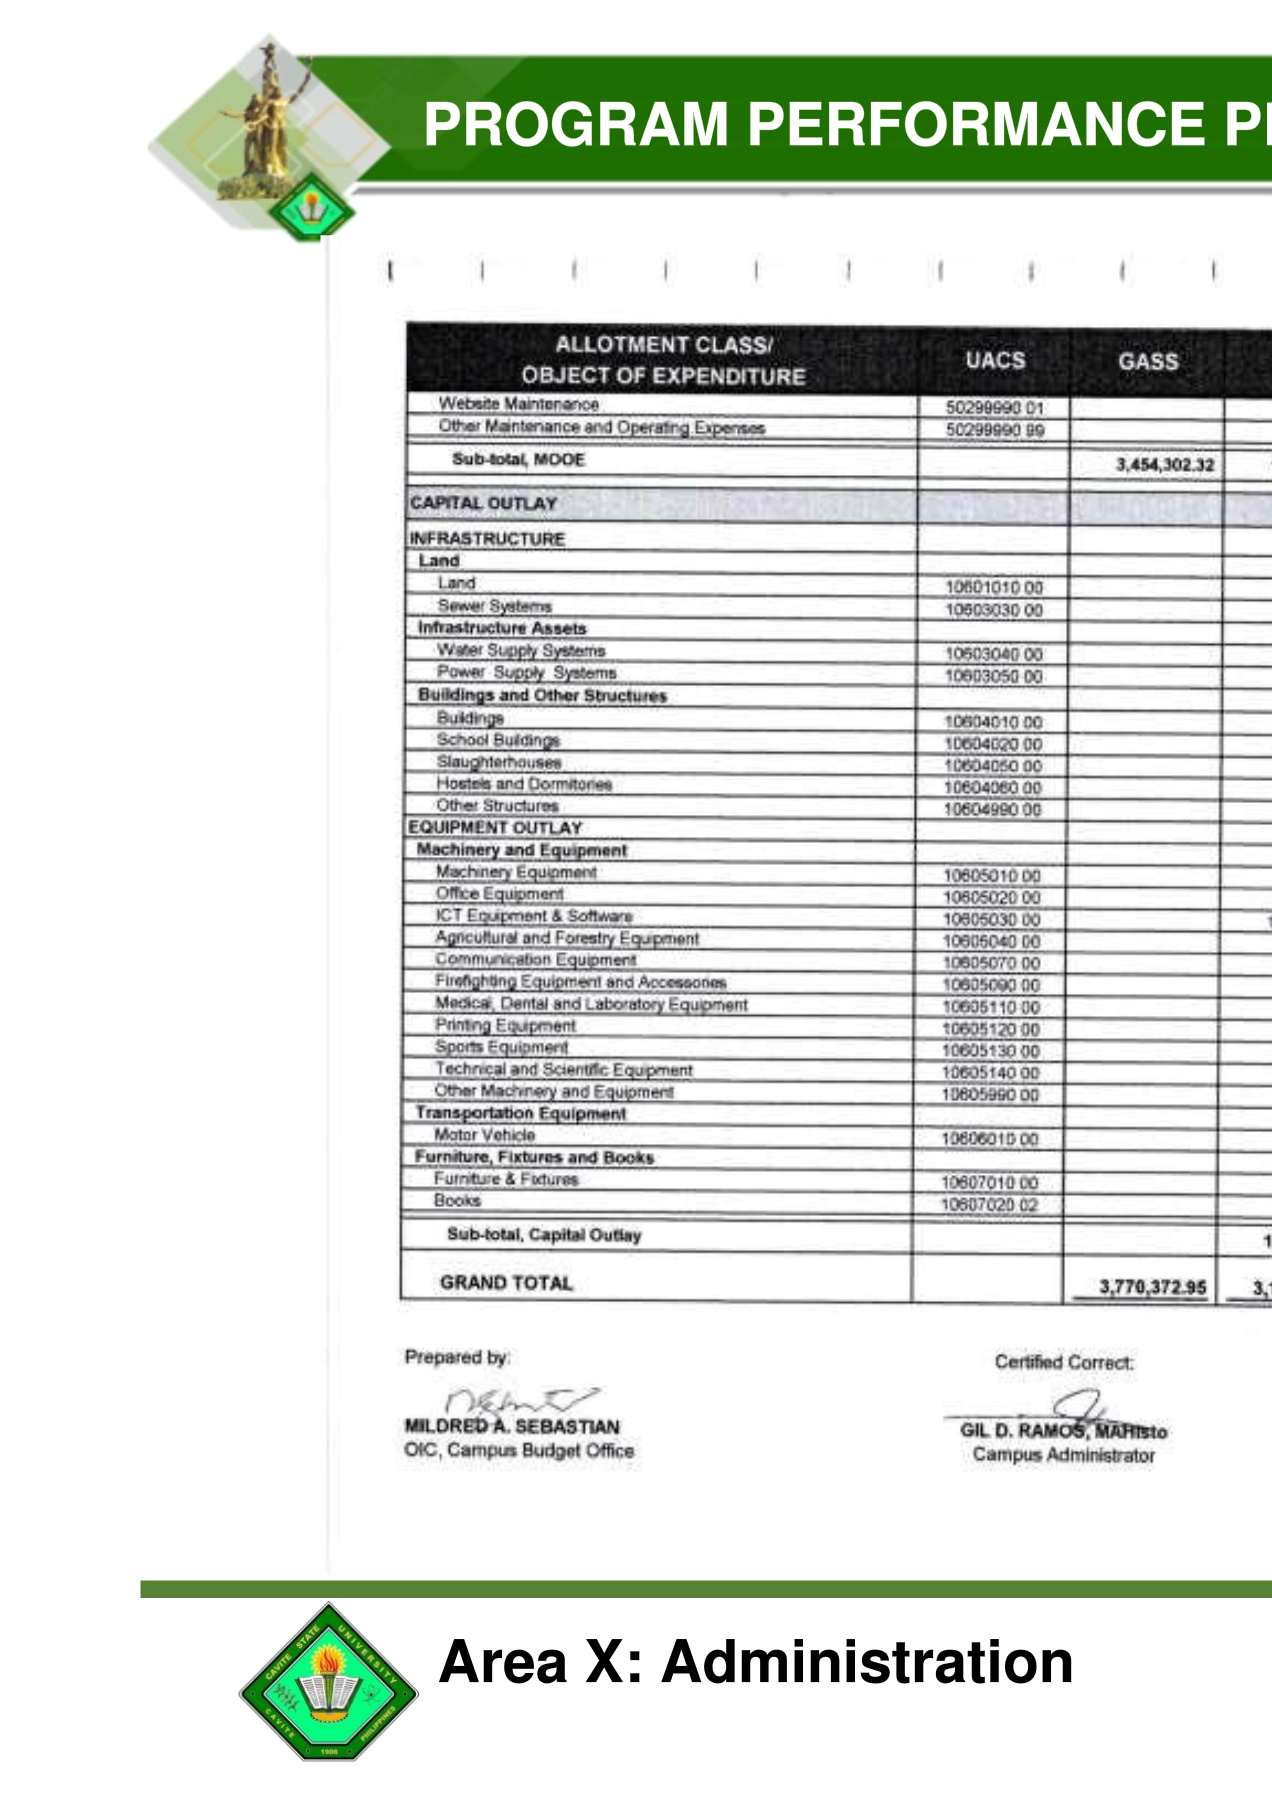 PROGRAM PERFORMANCE
ALLOTMENT CLASS/
OBJECT OF EXPENDITURE
UACS
GASS
Website Maintenance 50299990 01
Other Maintenance and Operating Expenses 50299990 99
Sub-total, MOOE 3,454,302.32
CAPITAL OUTLAY
INFRASTRUCTURE
Land
Land 10601010 00
Sewer Systems 10603030 00
Infrastructure Assets
Water Supply Systems 10603040 00
Power Supply Systems 10603050 00
Buildings and Other Structures
Buildings 10604010 00
School Buildings 10604020 00
Slaughterhouses 10604050 00
Hostels and Dormitories 10604060 00
Other Structures 10604990 00
EQUIPMENT OUTLAY
Machinery and Equipment
Machinery Equipment 10605010 00
Office Equipment 10605020 00
ICT Equipment & Software 10605030 00
Agricultural and Forestry Equipment 10605040 00
Communication Equipment 10605070 00
Firefighting Equipment and Accessories 10605090 00
Medical, Dental and Laboratory Equipment 10605110 00
Printing Equipment 10605120 00
Sports Equipment 10605130 00
Technical and Scientific Equipment 10605140 00
Other Machinery and Equipment 10605990 00
Transportation Equipment
Motor Vehicle 10606010 00
Furniture, Fixtures and Books
Furniture & Fixtures 10607010 00
Books 10607020 02
Sub-total, Capital Outlay
GRAND TOTAL 3,770,372.95
Prepared by:
MILDRED A. SEBASTIAN
OIC, Campus Budget Office
Certified Correct:
GIL D. RAMOS, MAHisto
Campus Administrator
Area X: Administration
CAVITE STATE UNIVERSITY
CAVITE PHILIPPINES
1906